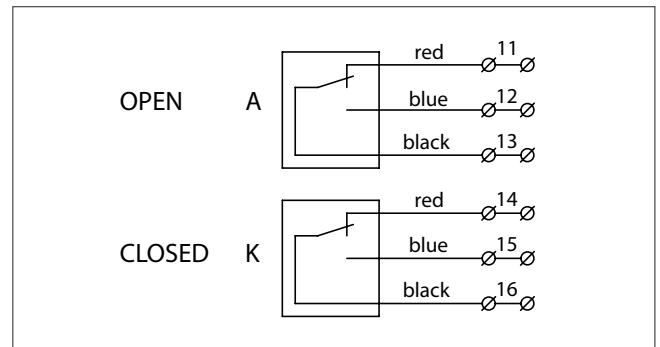 red 11
OPEN A blue 12
black 13
red 14
CLOSED K blue 15
black 16